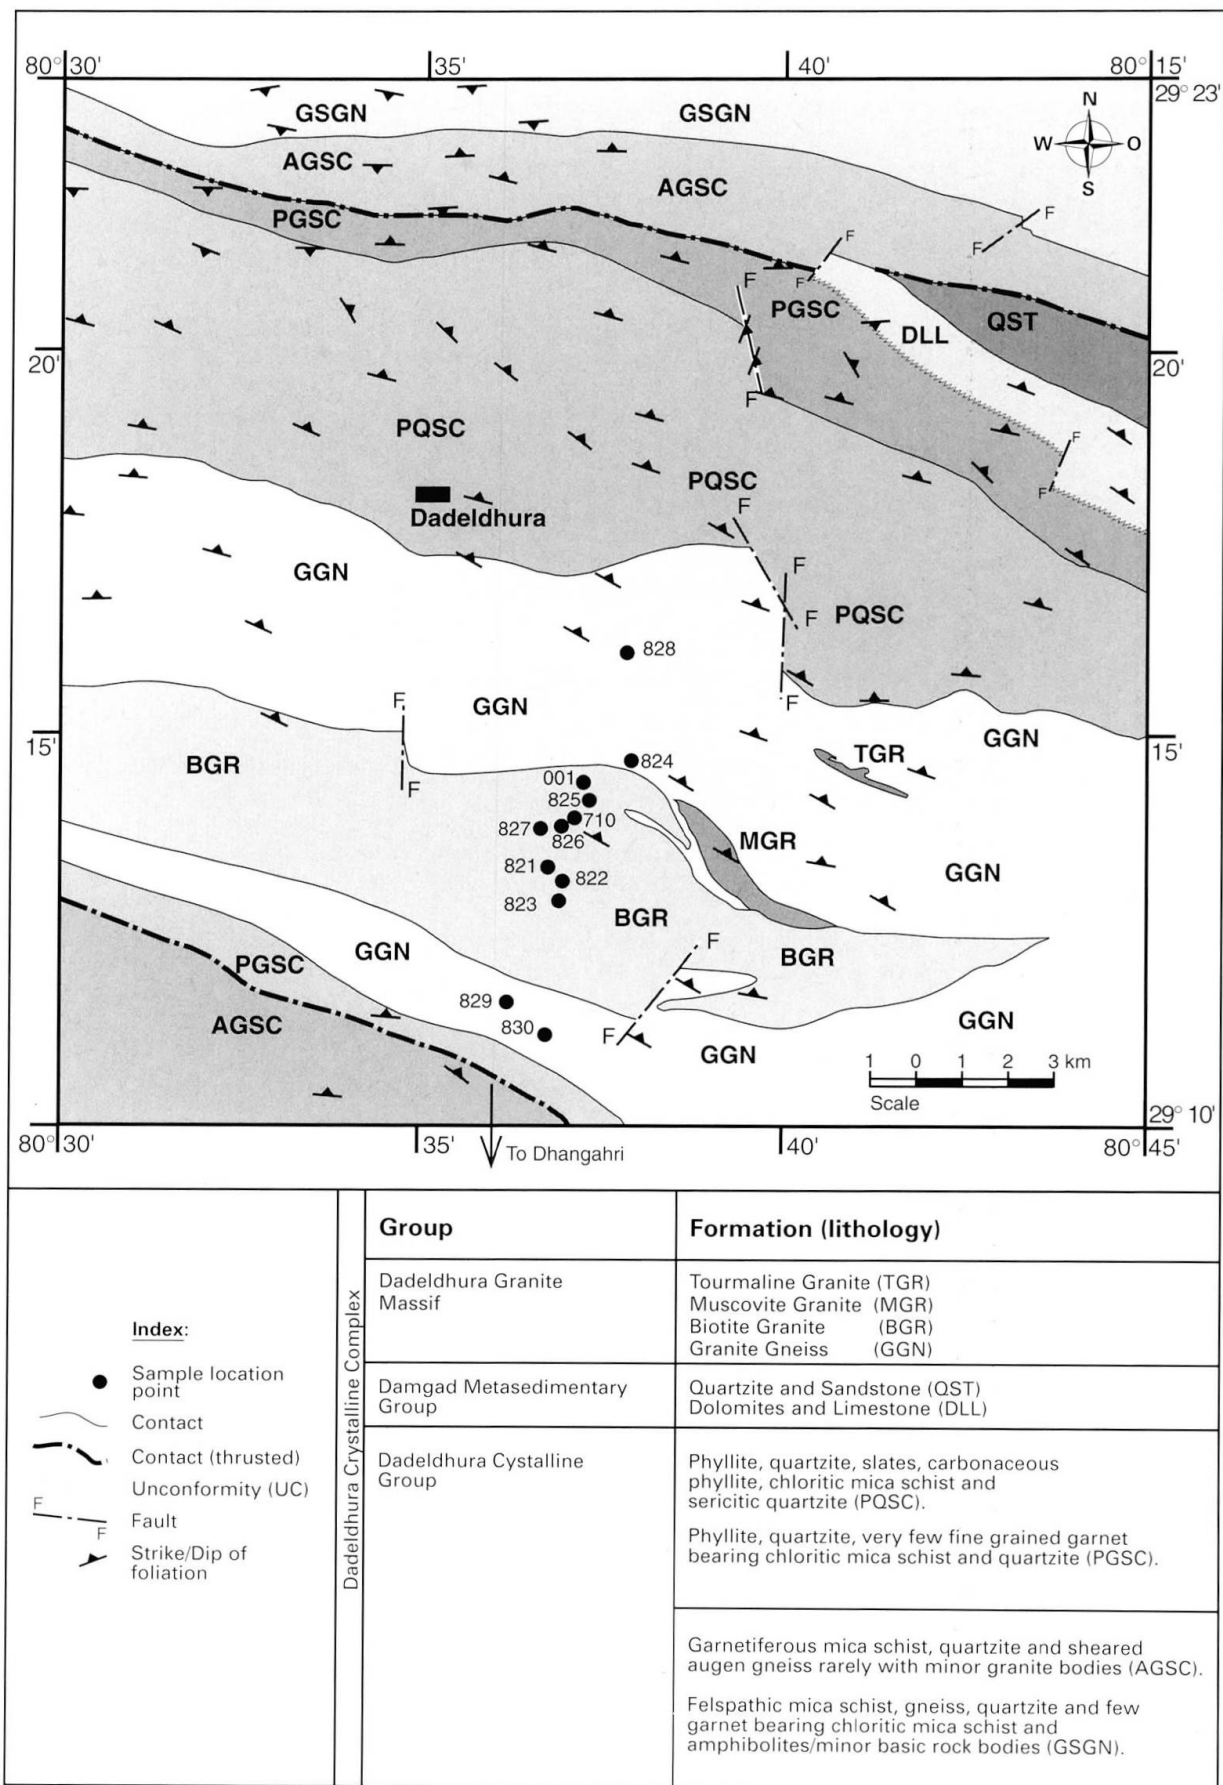 80°30'
35'
40'
80°15'
29°23'
N
W
O
S
GSGN
GSGN
AGSC
AGSC
F
F
PGSC
F
F
F
PGSC
DLL
QST
20'
20'
F
PQSC
F
F
PQSC
F
Dadeldhura
GGN
F
F
PQSC
828
F
F
GGN
GGN
15'
15'
TGR
824
BGR
001
F
825
710
827
826
MGR
821
822
GGN
823
BGR
F
GGN
BGR
PGSC
829
AGSC
830
F
GGN
GGN
1 0 1 2 3 km
Scale
29°10'
80°30'
35'
40'
80°45'
To Dhangahri
Index:
Sample location
point
Contact
Contact (thrusted)
Unconformity (UC)
F
Fault
F
Strike/Dip of
foliation
Dadeldhura Crystalline Complex
Group
Formation (lithology)
Dadeldhura Granite
Massif
Tourmaline Granite (TGR)
Muscovite Granite (MGR)
Biotite Granite (BGR)
Granite Gneiss (GGN)
Damgad Metasedimentary
Group
Quartzite and Sandstone (QST)
Dolomites and Limestone (DLL)
Dadeldhura Cystalline
Group
Phyllite, quartzite, slates, carbonaceous
phyllite, chloritic mica schist and
sericitic quartzite (PQSC).
Phyllite, quartzite, very few fine grained garnet
bearing chloritic mica schist and quartzite (PGSC).
Garnetiferous mica schist, quartzite and sheared
augen gneiss rarely with minor granite bodies (AGSC).
Felspathic mica schist, gneiss, quartzite and few
garnet bearing chloritic mica schist and
amphibolites/minor basic rock bodies (GSGN).